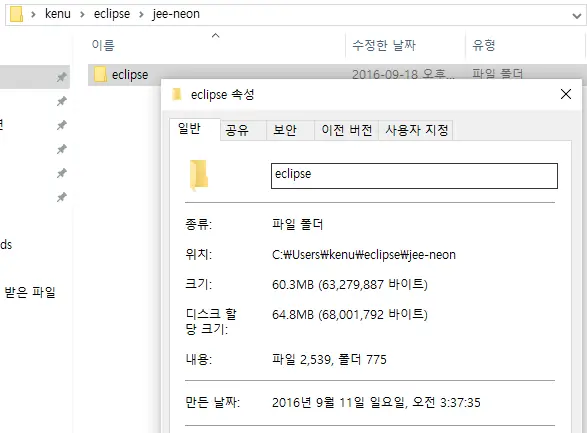 kenu > eclipse > jee-neon
이름 수정한 날짜 유형
eclipse 2016-09-18 오후... 파일 폴더
eclipse 속성
일반 공유 보안 이전 버전 사용자 지정
eclipse
종류: 파일 폴더
위치: C:₩Users₩kenu₩eclipse₩jee-neon
크기: 60.3MB (63,279,887 바이트)
디스크 할
당 크기: 64.8MB (68,001,792 바이트)
내용: 파일 2,539, 폴더 775
만든 날짜: 2016년 9월 11일 일요일, 오전 3:37:35
ds
받은 파일